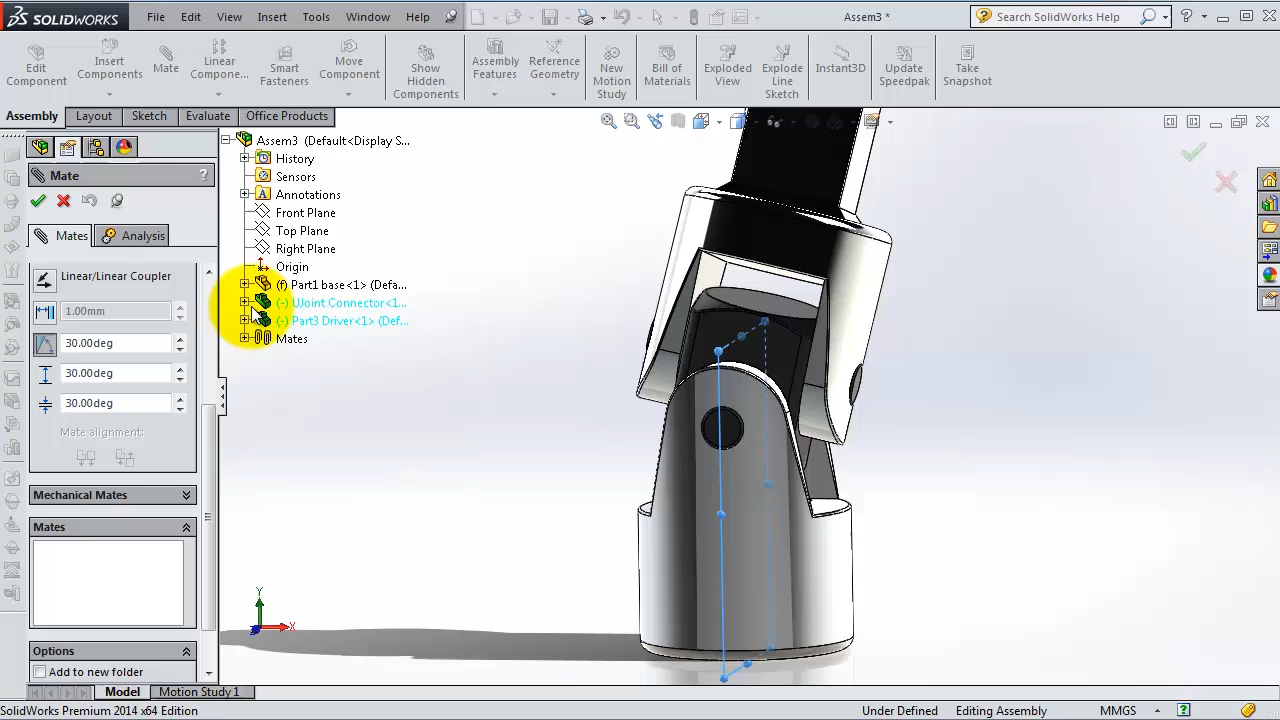 SOLIDWORKS File Edit View Insert Tools Window Help Assem3 * Search SolidWorks Help
Edit Component
Insert Components
Mate
Linear Compone...
Smart Fasteners
Move Component
Show Hidden Components
Assembly Features
Reference Geometry
New Motion Study
Bill of Materials
Exploded View
Explode Line Sketch
Instant3D
Update Speedpak
Take Snapshot
Assembly Layout Sketch Evaluate Office Products
Assem3 (Default<Display S...
History
Mate ?
Sensors
A Annotations
Front Plane
Top Plane
Mates Analysis
Right Plane
Origin
Linear/Linear Coupler
(f) Part1 base<1> (Defa...
(-) UJoint Connector<1...
1.00mm
(-) Part3 Driver<1> (Def...
Mates
30.00deg
30.00deg
30.00deg
Mate alignment:
Mechanical Mates
Mates
Y
X
Options
Add to new folder
Model Motion Study 1
SolidWorks Premium 2014 x64 Edition Under Defined Editing Assembly MMGS